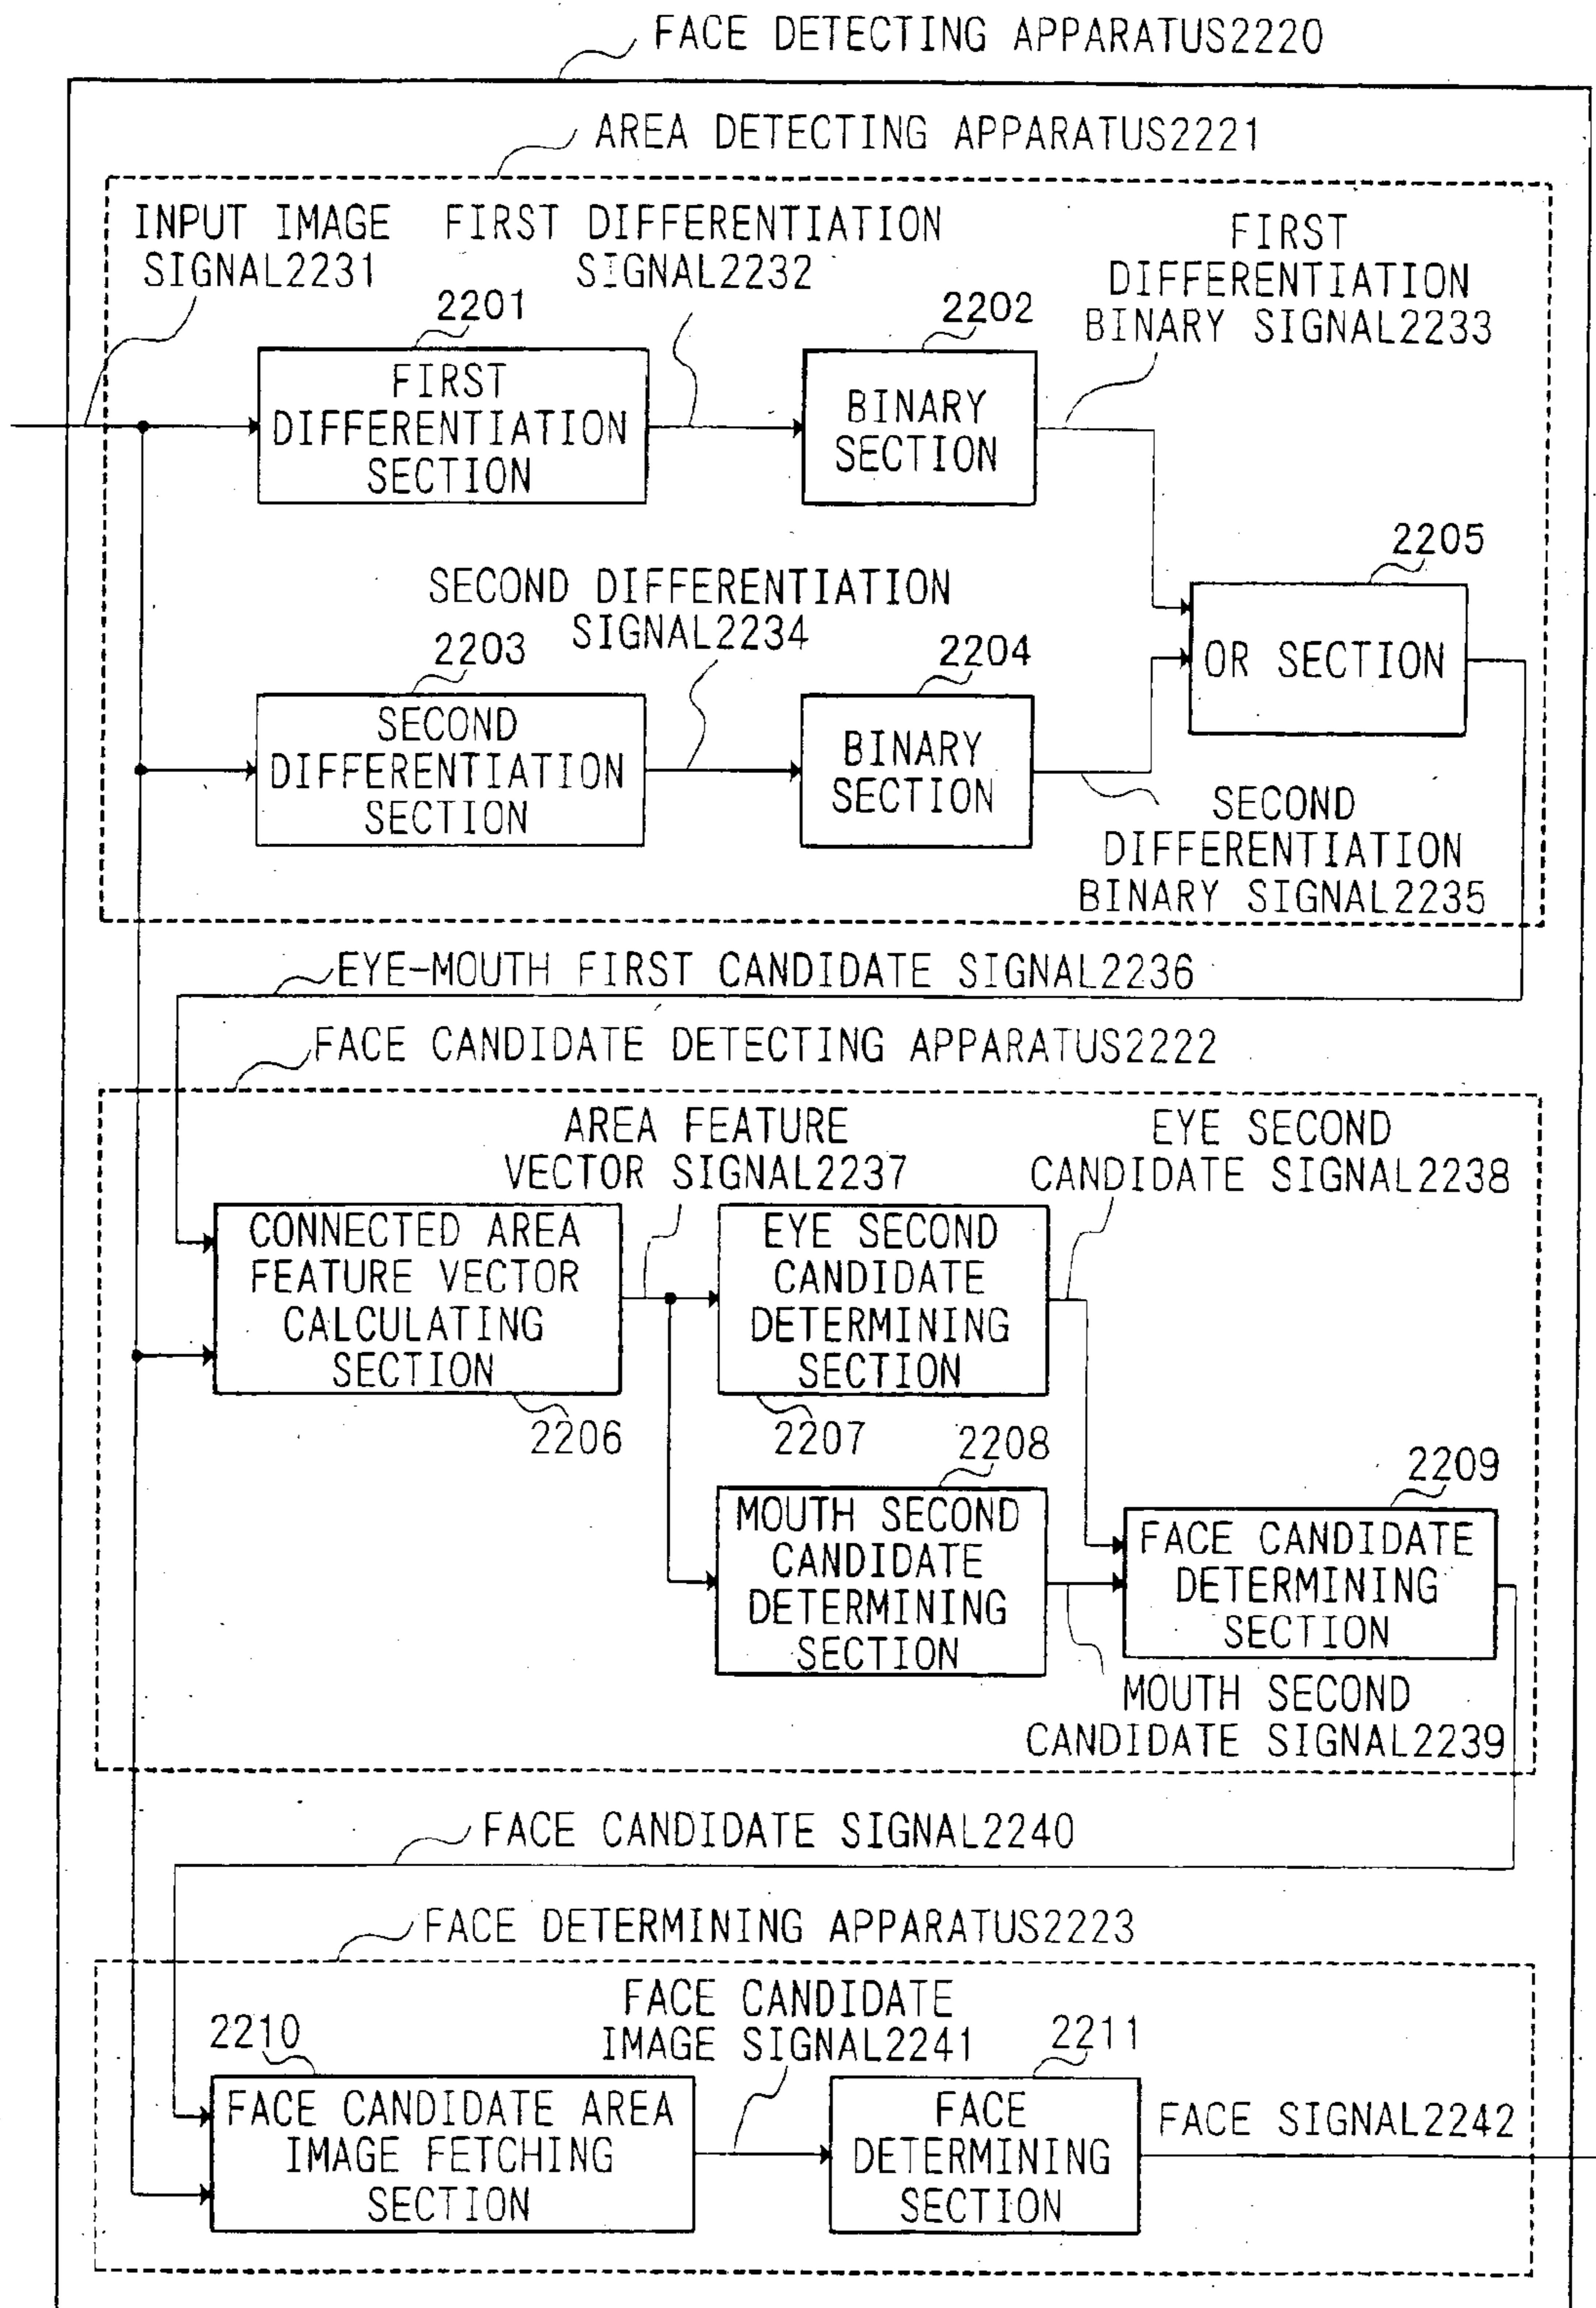 FACE DETECTING APPARATUS2220
AREA DETECTING APPARATUS2221
INPUT IMAGE
SIGNAL2231
FIRST DIFFERENTIATION
SIGNAL2232
FIRST
DIFFERENTIATION
BINARY SIGNAL2233
2201
FIRST
DIFFERENTIATION
SECTION
2202
BINARY
SECTION
2205
OR SECTION
SECOND DIFFERENTIATION
SIGNAL2234
2203
SECOND
DIFFERENTIATION
SECTION
2204
BINARY
SECTION
SECOND
DIFFERENTIATION
BINARY SIGNAL2235
EYE-MOUTH FIRST CANDIDATE SIGNAL2236
FACE CANDIDATE DETECTING APPARATUS2222
AREA FEATURE
VECTOR SIGNAL2237
EYE SECOND
CANDIDATE SIGNAL2238
CONNECTED AREA
FEATURE VECTOR
CALCULATING
SECTION
2206
EYE SECOND
CANDIDATE
DETERMINING
SECTION
2207
2208
MOUTH SECOND
CANDIDATE
DETERMINING
SECTION
2209
FACE CANDIDATE
DETERMINING
SECTION
MOUTH SECOND
CANDIDATE SIGNAL2239
FACE CANDIDATE SIGNAL2240
FACE DETERMINING APPARATUS2223
FACE CANDIDATE
IMAGE SIGNAL2241
2210
FACE CANDIDATE AREA
IMAGE FETCHING
SECTION
2211
FACE
DETERMINING
SECTION
FACE SIGNAL2242